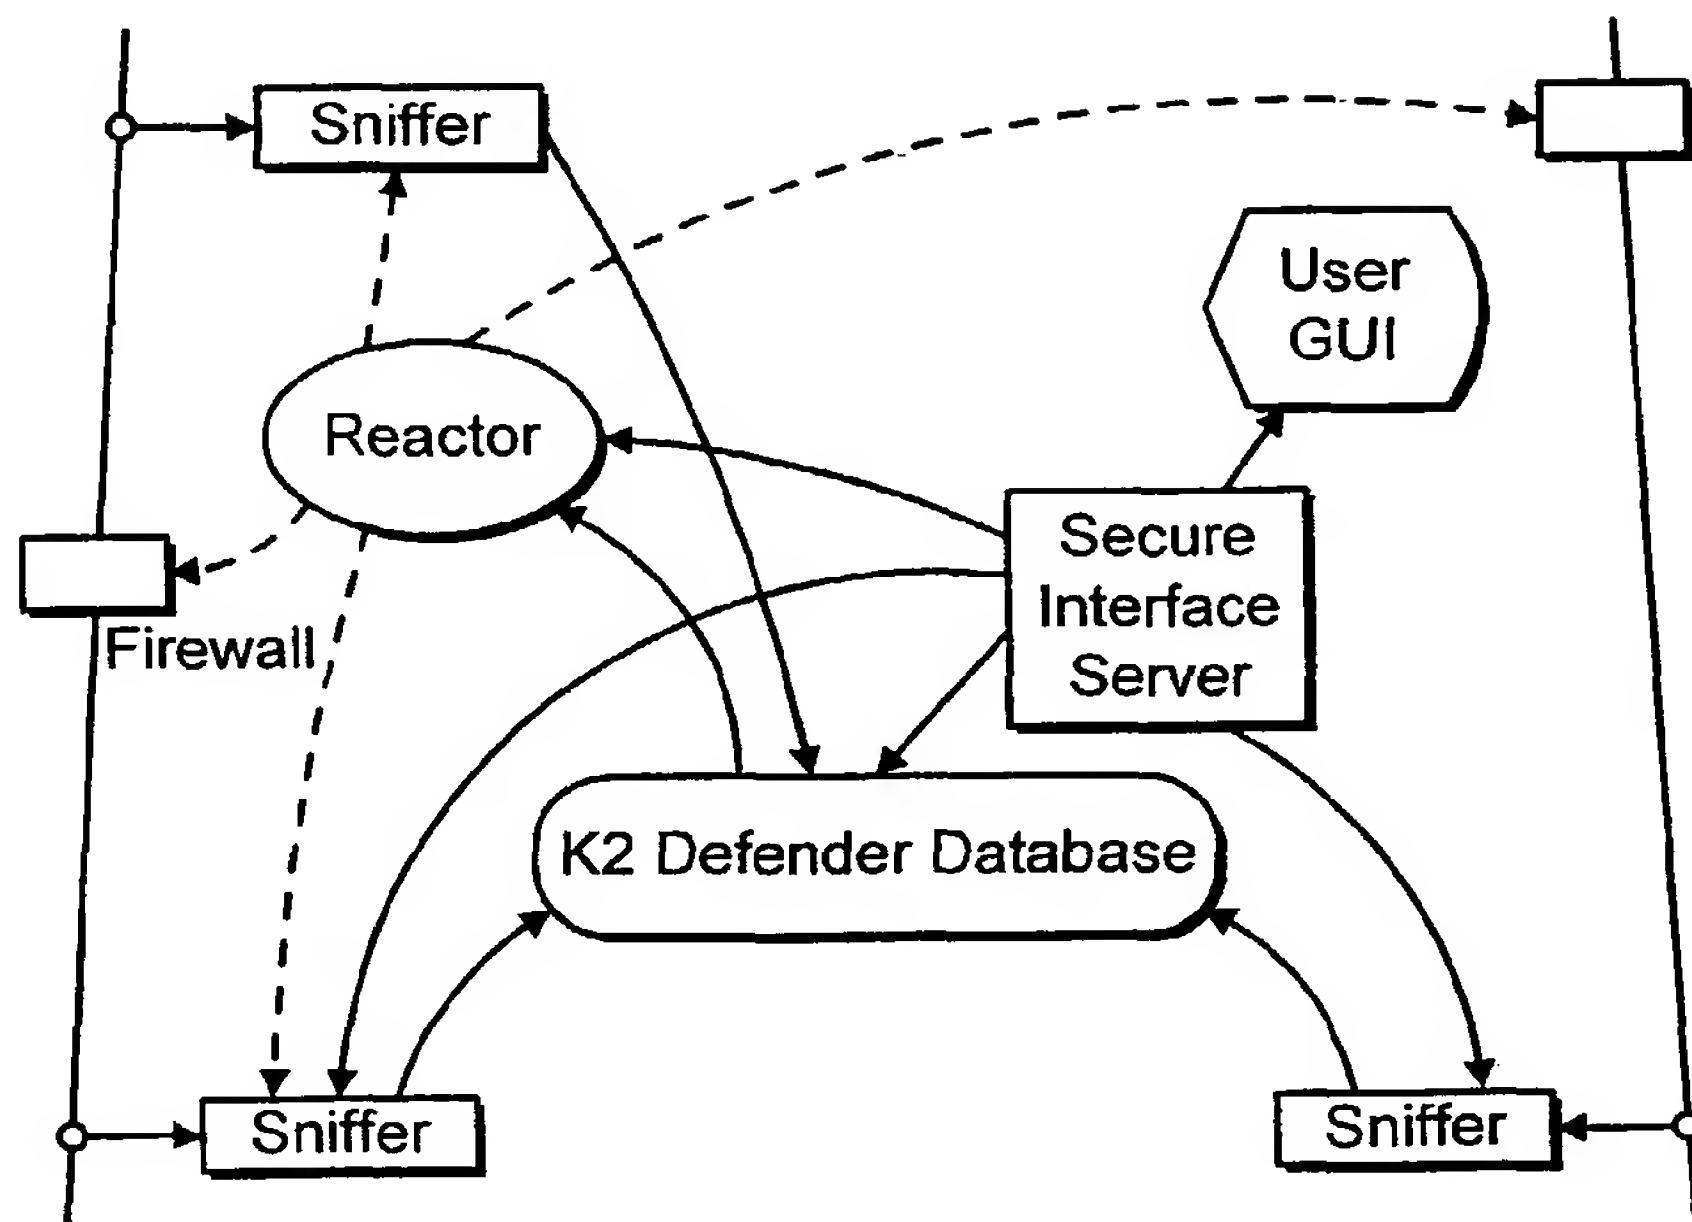 Sniffer
User
GUI
Reactor
Secure
Interface
Server
Firewall
K2 Defender Database
Sniffer
Sniffer